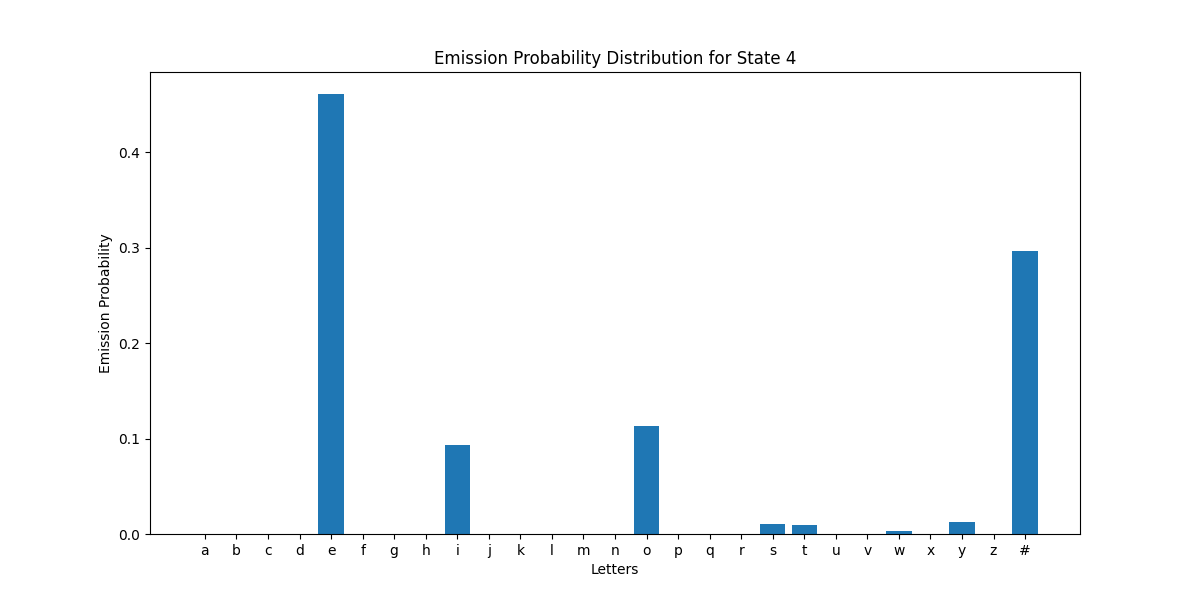 Emission Probability Distribution for State 4
Emission Probability
0.4
0.3
0.2
0.1
0.0
a b c d e f g h i j k l m n o p q r s t u v w x y z #
Letters